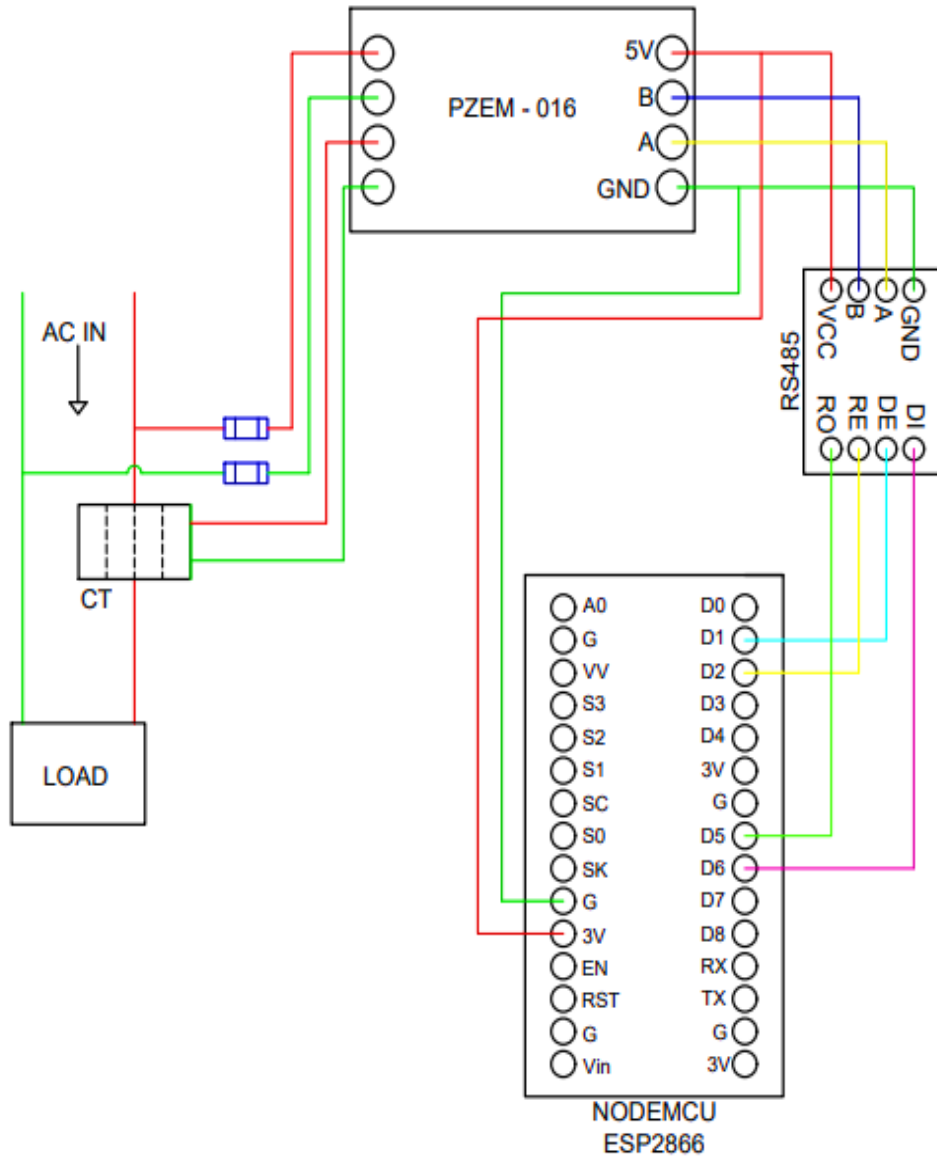 PZEM - 016
5V
B
A
GND
AC IN
CT
LOAD
RS485
VCC
B
A
GND
RO
RE
DE
DI
A0
G
VV
S3
S2
S1
SC
S0
SK
G
3V
EN
RST
G
Vin
D0
D1
D2
D3
D4
3V
G
D5
D6
D7
D8
RX
TX
G
3V
NODEMCU
ESP2866